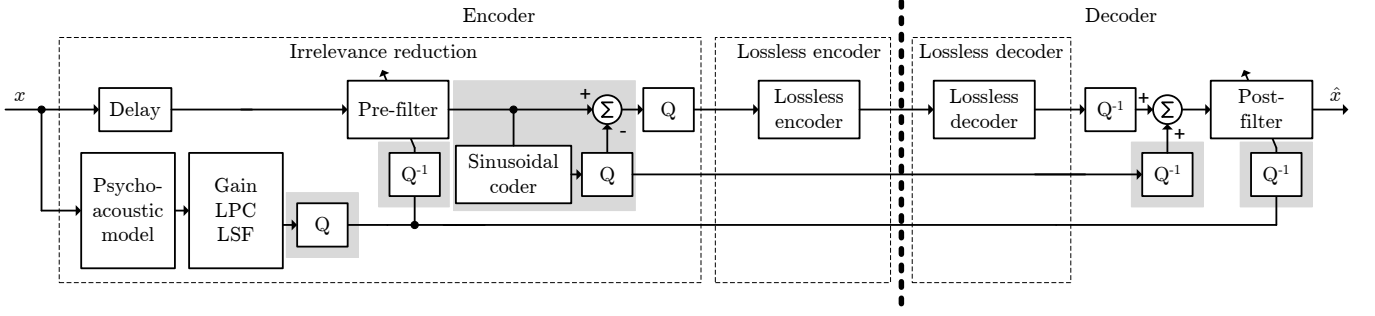 Encoder
Decoder
Irrelevance reduction
Lossless encoder
Lossless decoder
x
Delay
Pre-filter
+
Σ
-
Q
Lossless
encoder
Lossless
decoder
Q-1
+
Σ
+
Post-
filter
x̂
Psycho-
acoustic
model
Gain
LPC
LSF
Q
Q-1
Sinusoidal
coder
Q
Q-1
Q-1